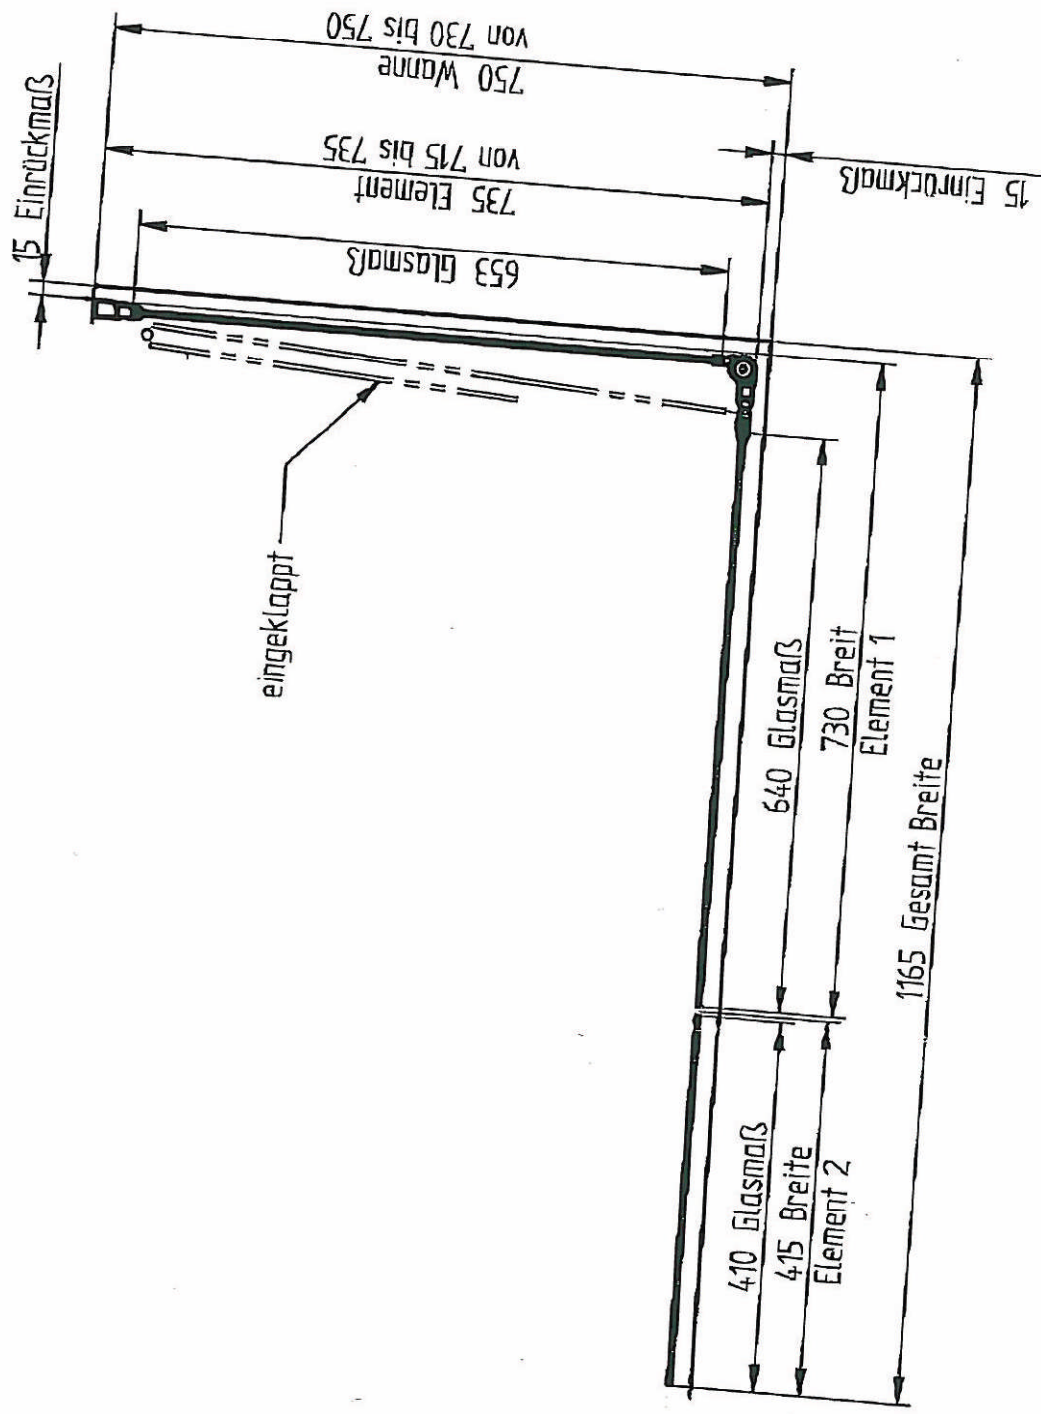 von 730 bis 750
750 Wanne
von 715 bis 735
735 Element
653 Glasmaß
15 Einrückmaß
15 Einrückmaß
eingeklappt
640 Glasmaß
730 Breit
Element 1
1165 Gesamt Breite
410 Glasmaß
415 Breite
Element 2